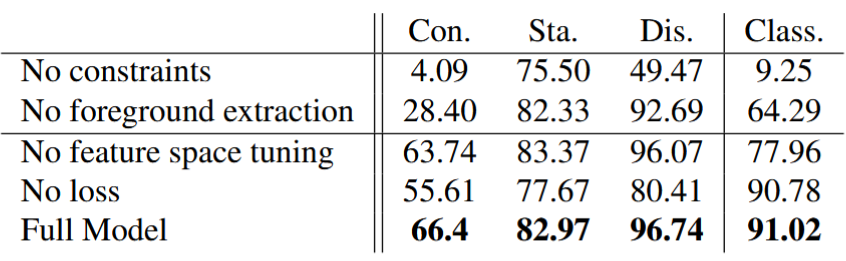 Con. Sta. Dis. Class.
No constraints 4.09 75.50 49.47 9.25
No foreground extraction 28.40 82.33 92.69 64.29
No feature space tuning 63.74 83.37 96.07 77.96
No loss 55.61 77.67 80.41 90.78
Full Model 66.4 82.97 96.74 91.02